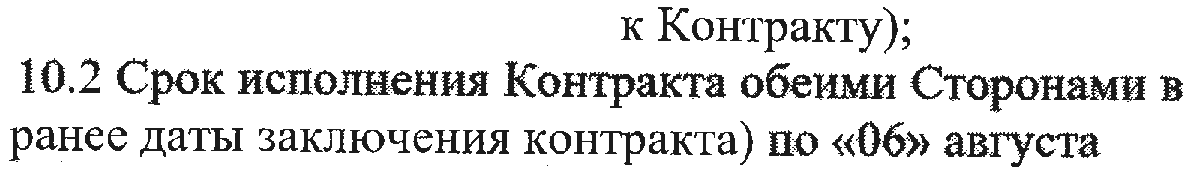 к Контракту);
10.2 Срок исполнения Контракта обеими Сторонами в
ранее даты заключения контракта) по «06» августа